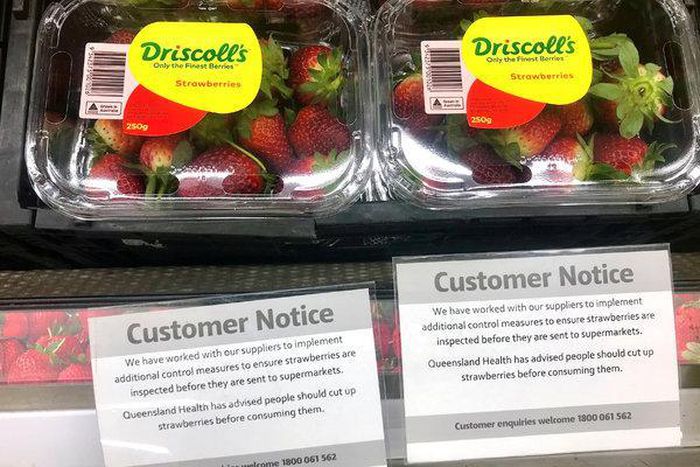 Driscoll's
Only the Finest Berries
Strawberries
250g
Driscoll's
Only the Finest Berries
Strawberries
250g
Customer Notice
We have worked with our suppliers to implement
additional control measures to ensure strawberries are
inspected before they are sent to supermarkets.
Queensland Health has advised people should cut up
strawberries before consuming them.
welcome 1800 061 562
Customer Notice
We have worked with our suppliers to implement
additional control measures to ensure strawberries are
inspected before they are sent to supermarkets.
Queensland Health has advised people should cut up
strawberries before consuming them.
Customer enquiries welcome 1800 061 562